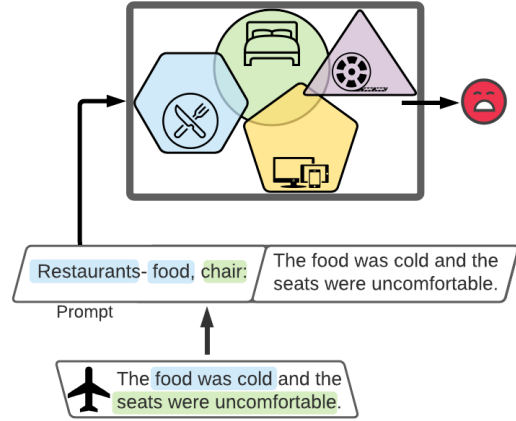 Restaurants- food, chair:
The food was cold and the
seats were uncomfortable.
Prompt
The food was cold and the
seats were uncomfortable.